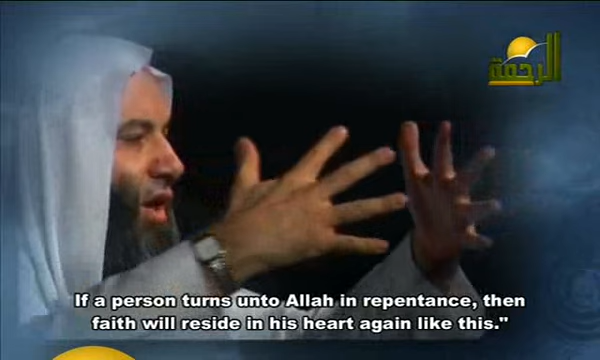 الرحمة
If a person turns unto Allah in repentance, then
faith will reside in his heart again like this."